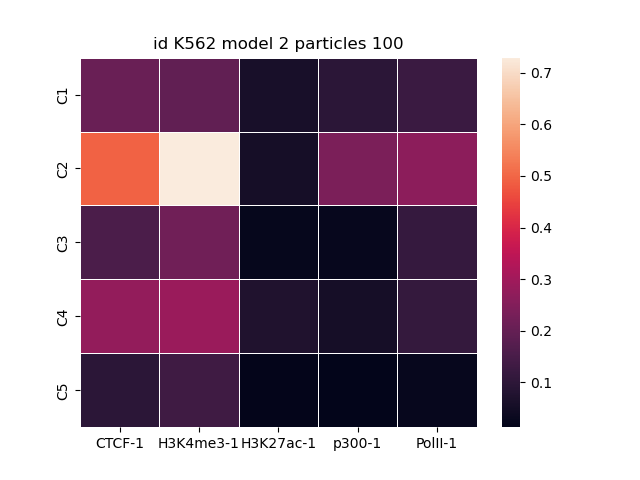 id K562 model 2 particles 100
C1
C2
C3
C4
C5
CTCF-1 H3K4me3-1 H3K27ac-1 p300-1 PolII-1
0.7
0.6
0.5
0.4
0.3
0.2
0.1